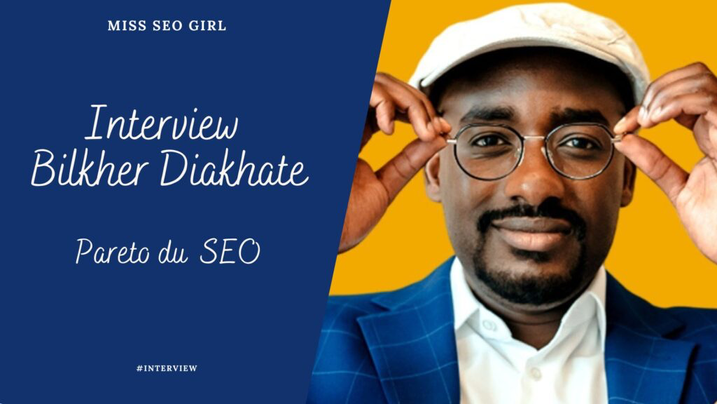 MISS SEO GIRL
Interview
Bilkher Diakhate
Pareto du SEO
#INTERVIEW